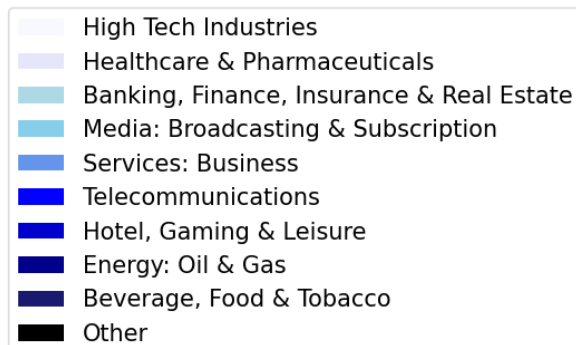 High Tech Industries
Healthcare & Pharmaceuticals
Banking, Finance, Insurance & Real Estate
Media: Broadcasting & Subscription
Services: Business
Telecommunications
Hotel, Gaming & Leisure
Energy: Oil & Gas
Beverage, Food & Tobacco
Other